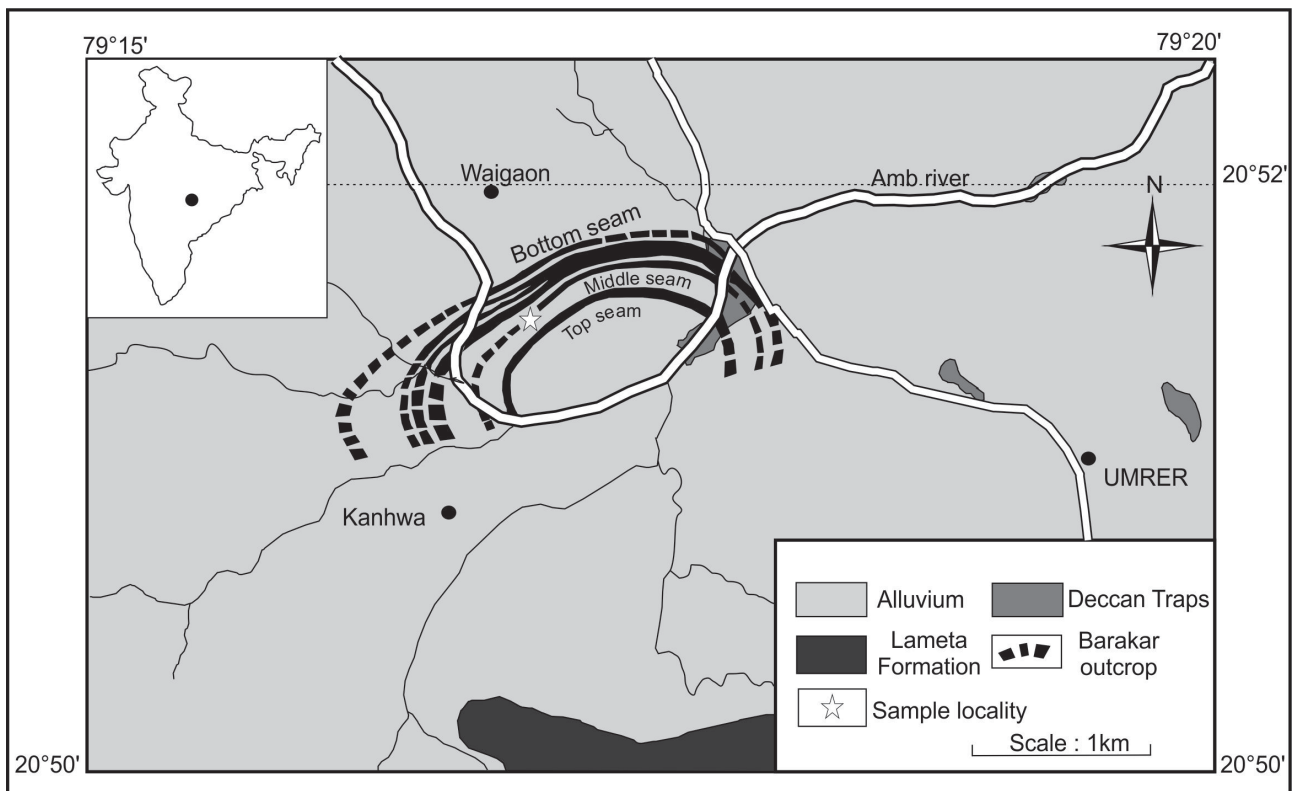 79°15'
79°20'
Waigaon
Amb river
20°52'
N
Bottom seam
Middle seam
Top seam
UMRER
Kanhwa
Alluvium
Deccan Traps
Lameta
Formation
Barakar
outcrop
Sample locality
Scale : 1km
20°50'
20°50'